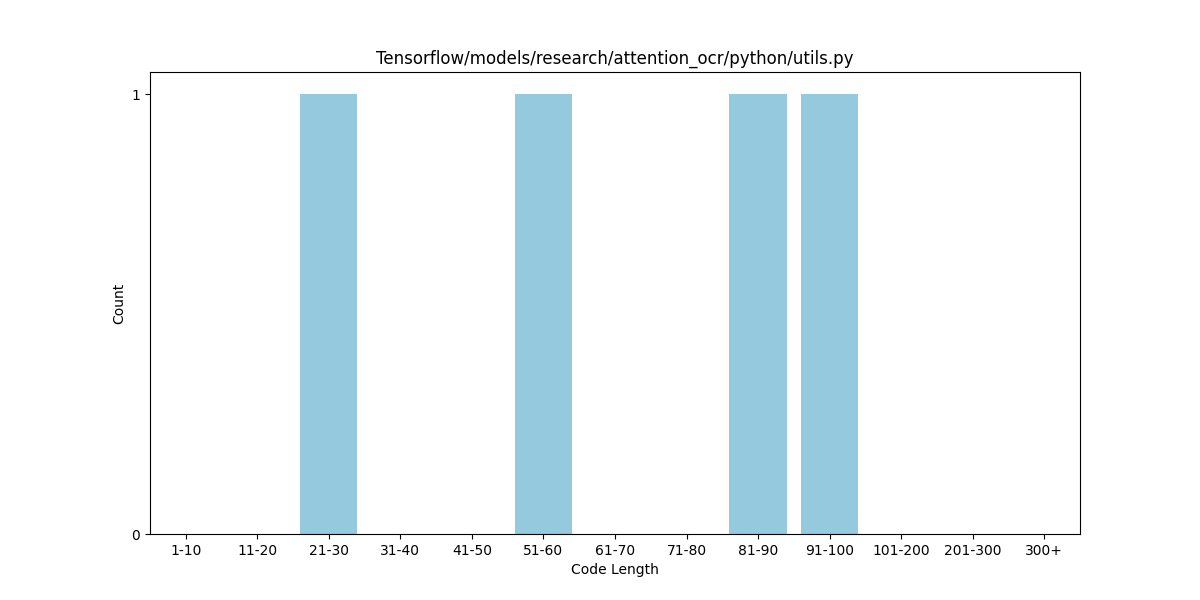 Tensorflow/models/research/attention_ocr/python/utils.py
1
Count
0
1-10 11-20 21-30 31-40 41-50 51-60 61-70 71-80 81-90 91-100 101-200 201-300 300+
Code Length